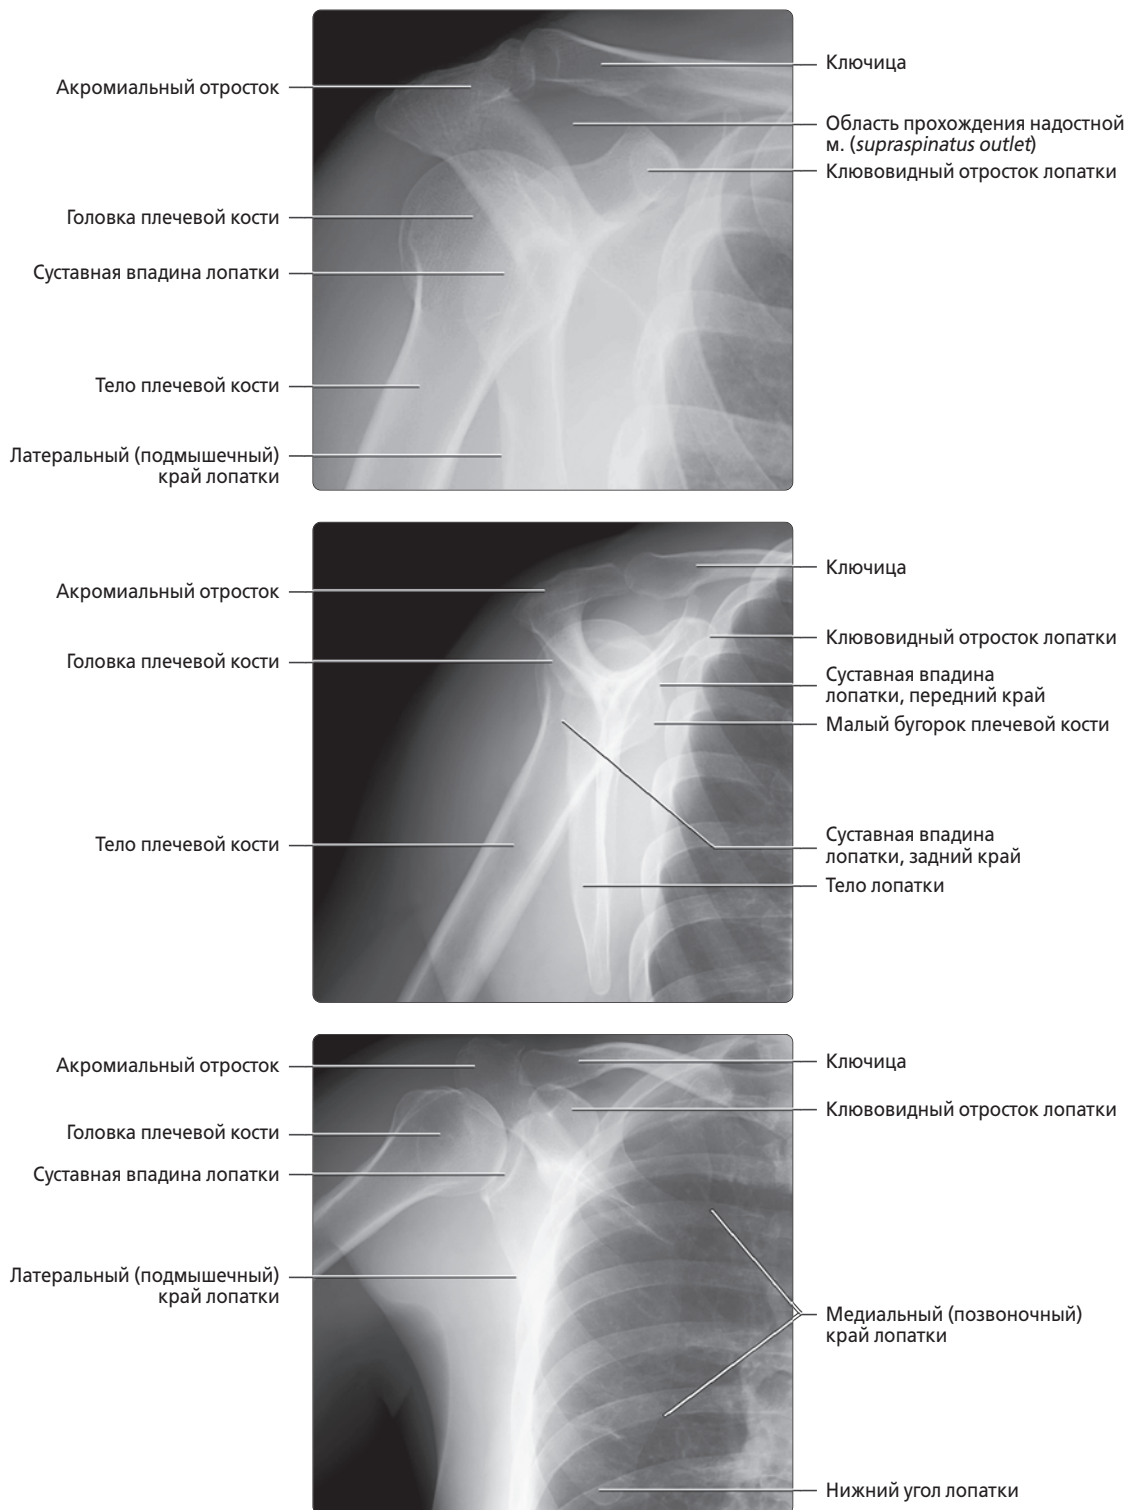 Акромиальный отросток
Головка плечевой кости
Суставная впадина лопатки
Тело плечевой кости
Латеральный (подмышечный)
край лопатки
Ключица
Область прохождения надостной
м. (supraspinatus outlet)
Клювовидный отросток лопатки
Акромиальный отросток
Головка плечевой кости
Тело плечевой кости
Ключица
Клювовидный отросток лопатки
Суставная впадина
лопатки, передний край
Малый бугорок плечевой кости
Суставная впадина
лопатки, задний край
Тело лопатки
Акромиальный отросток
Головка плечевой кости
Суставная впадина лопатки
Латеральный (подмышечный)
край лопатки
Ключица
Клювовидный отросток лопатки
Медиальный (позвоночный)
край лопатки
Нижний угол лопатки